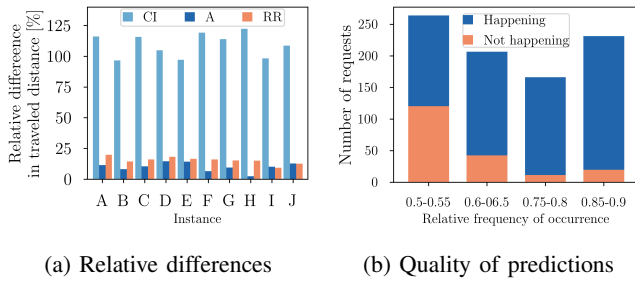 CI A RR
Relative differeence
in traveled distance [%]
125
100
75
50
25
0
A B C D E F G H I J
Instance
(a) Relative differences
Happening
Not happening
Number of requests
250
200
150
100
50
0
0.5-0.55 0.6-06.5 0.75-0.8 0.85-0.9
Relative frequency of occurrence
(b) Quality of predictions